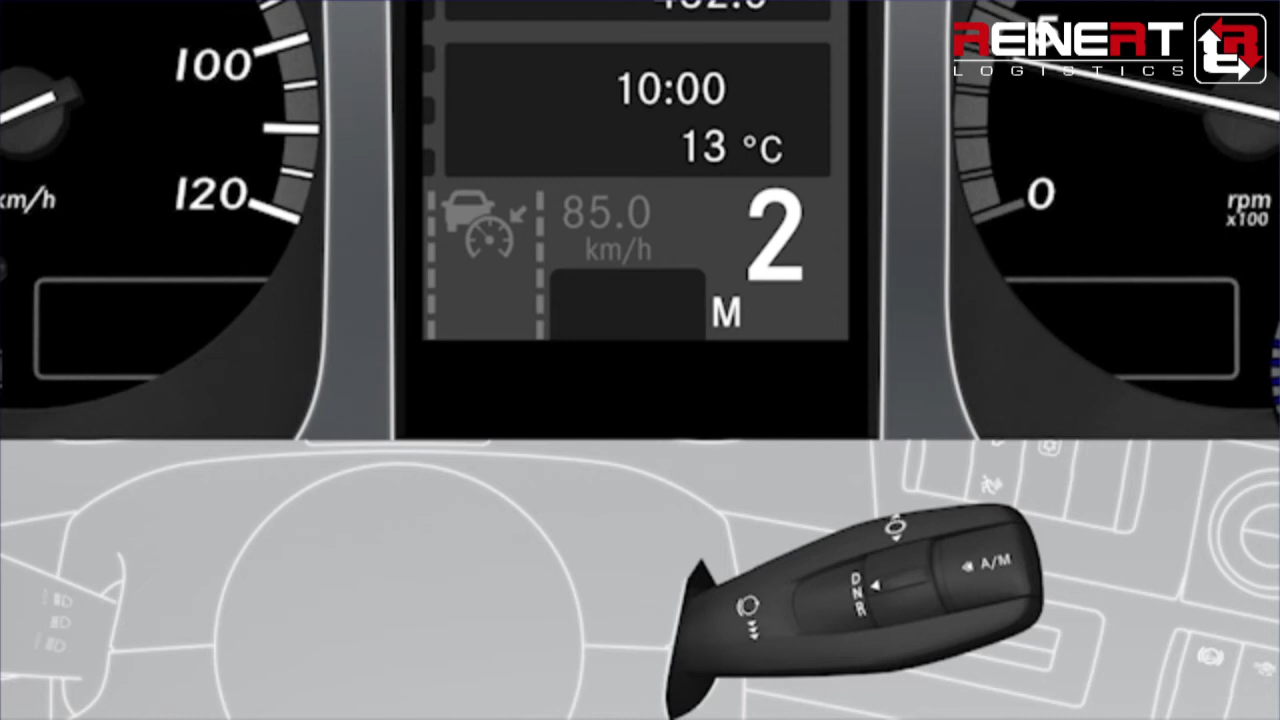 REINERT
LOGISTICS
100
10:00
13 °C
120
km/h
0
rpm
x100
85.0
km/h
2
M
A/M
D
N
R